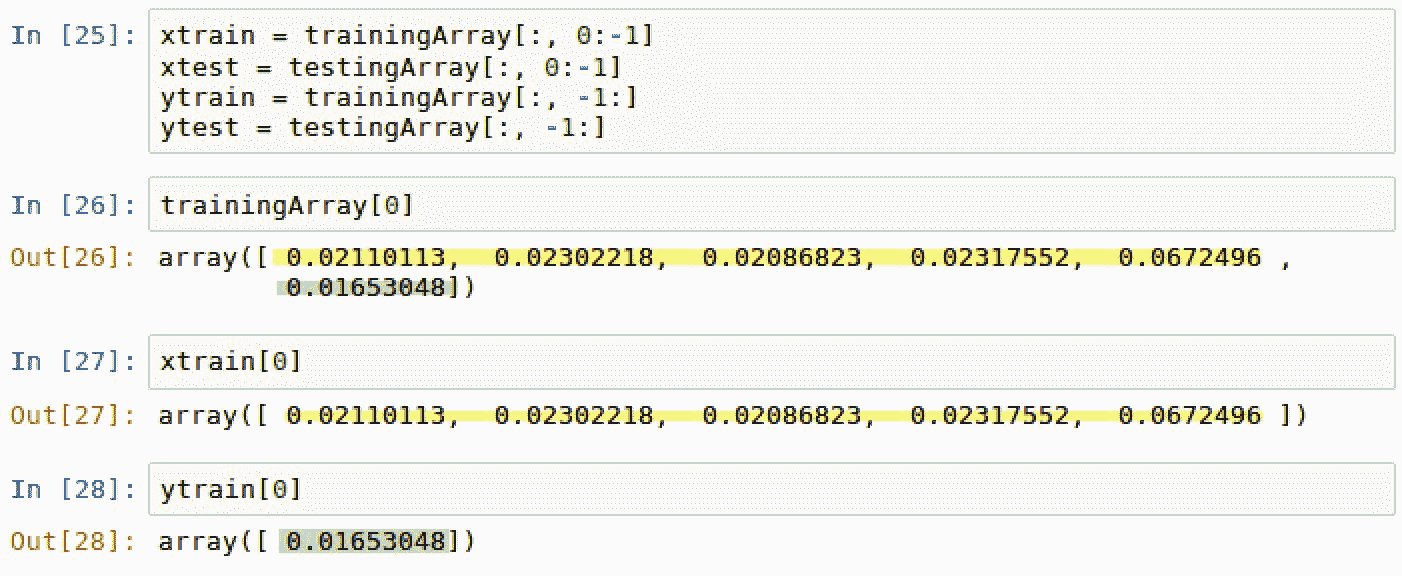 In [25]: xtrain = trainingArray[:, 0:-1]
xtest = testingArray[:, 0:-1]
ytrain = trainingArray[:, -1:]
ytest = testingArray[:, -1:]
In [26]: trainingArray[0]
Out[26]: array([ 0.02110113,  0.02302218,  0.02086823,  0.02317552,  0.0672496 ,
0.01653048])
In [27]: xtrain[0]
Out[27]: array([ 0.02110113,  0.02302218,  0.02086823,  0.02317552,  0.0672496 ])
In [28]: ytrain[0]
Out[28]: array([ 0.01653048])